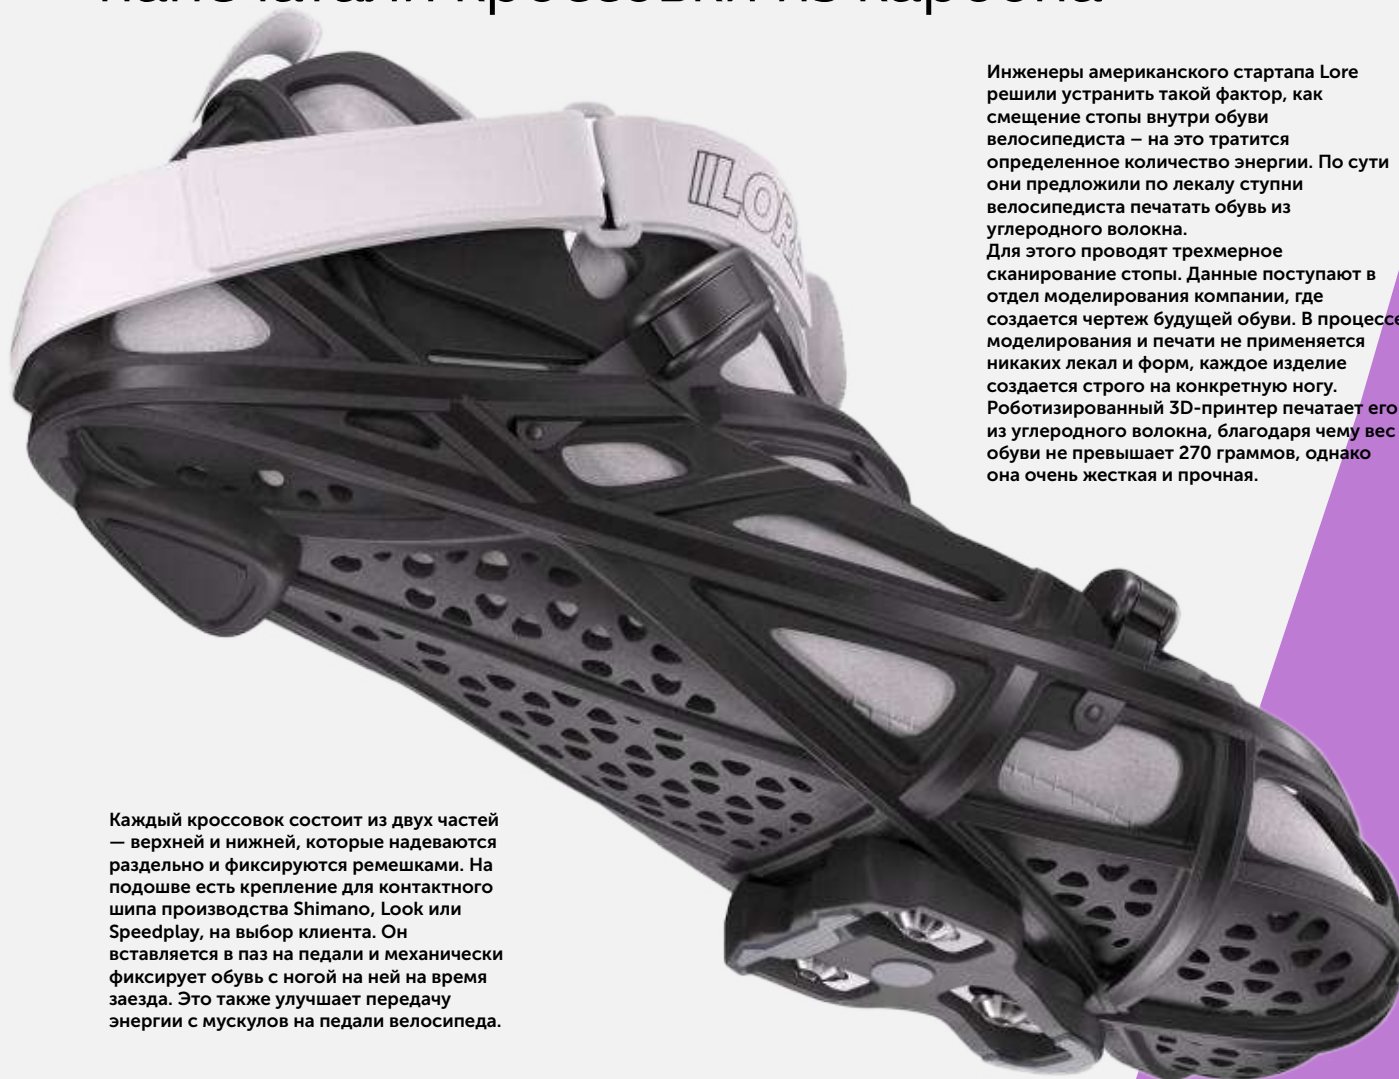 напечатали кроссовки из карбона
Инженеры американского стартапа Lore
решили устранить такой фактор, как
смещение стопы внутри обуви
велосипедиста – на это тратится
определенное количество энергии. По сути
они предложили по лекалу ступни
велосипедиста печатать обувь из
углеродного волокна.
Для этого проводят трехмерное
сканирование стопы. Данные поступают в
отдел моделирования компании, где
создается чертеж будущей обуви. В процессе
моделирования и печати не применяется
никаких лекал и форм, каждое изделие
создается строго на конкретную ногу.
Роботизированный 3D-принтер печатает его
из углеродного волокна, благодаря чему вес
обуви не превышает 270 граммов, однако
она очень жесткая и прочная.
LORE
Каждый кроссовок состоит из двух частей
— верхней и нижней, которые надеваются
раздельно и фиксируются ремешками. На
подошве есть крепление для контактного
шипа производства Shimano, Look или
Speedplay, на выбор клиента. Он
вставляется в паз на педали и механически
фиксирует обувь с ногой на ней на время
заезда. Это также улучшает передачу
энергии с мускулов на педали велосипеда.